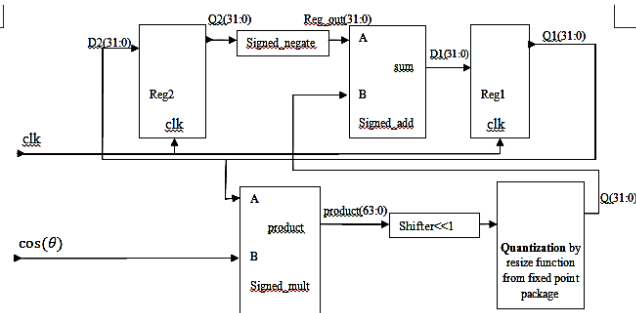 Q2(31:0)
Reg_out(31:0)
Q1(31:0)
D2(31:0)
Signed_negate
A
sum
D1(31:0)
Reg2
B
Reg1
clk
Signed_add
clk
clk
A
product
product(63:0)
Q(31:0)
Shifter<<1
cos(θ)
B
Signed_mult
Quantization by
resize function
from fixed point
package